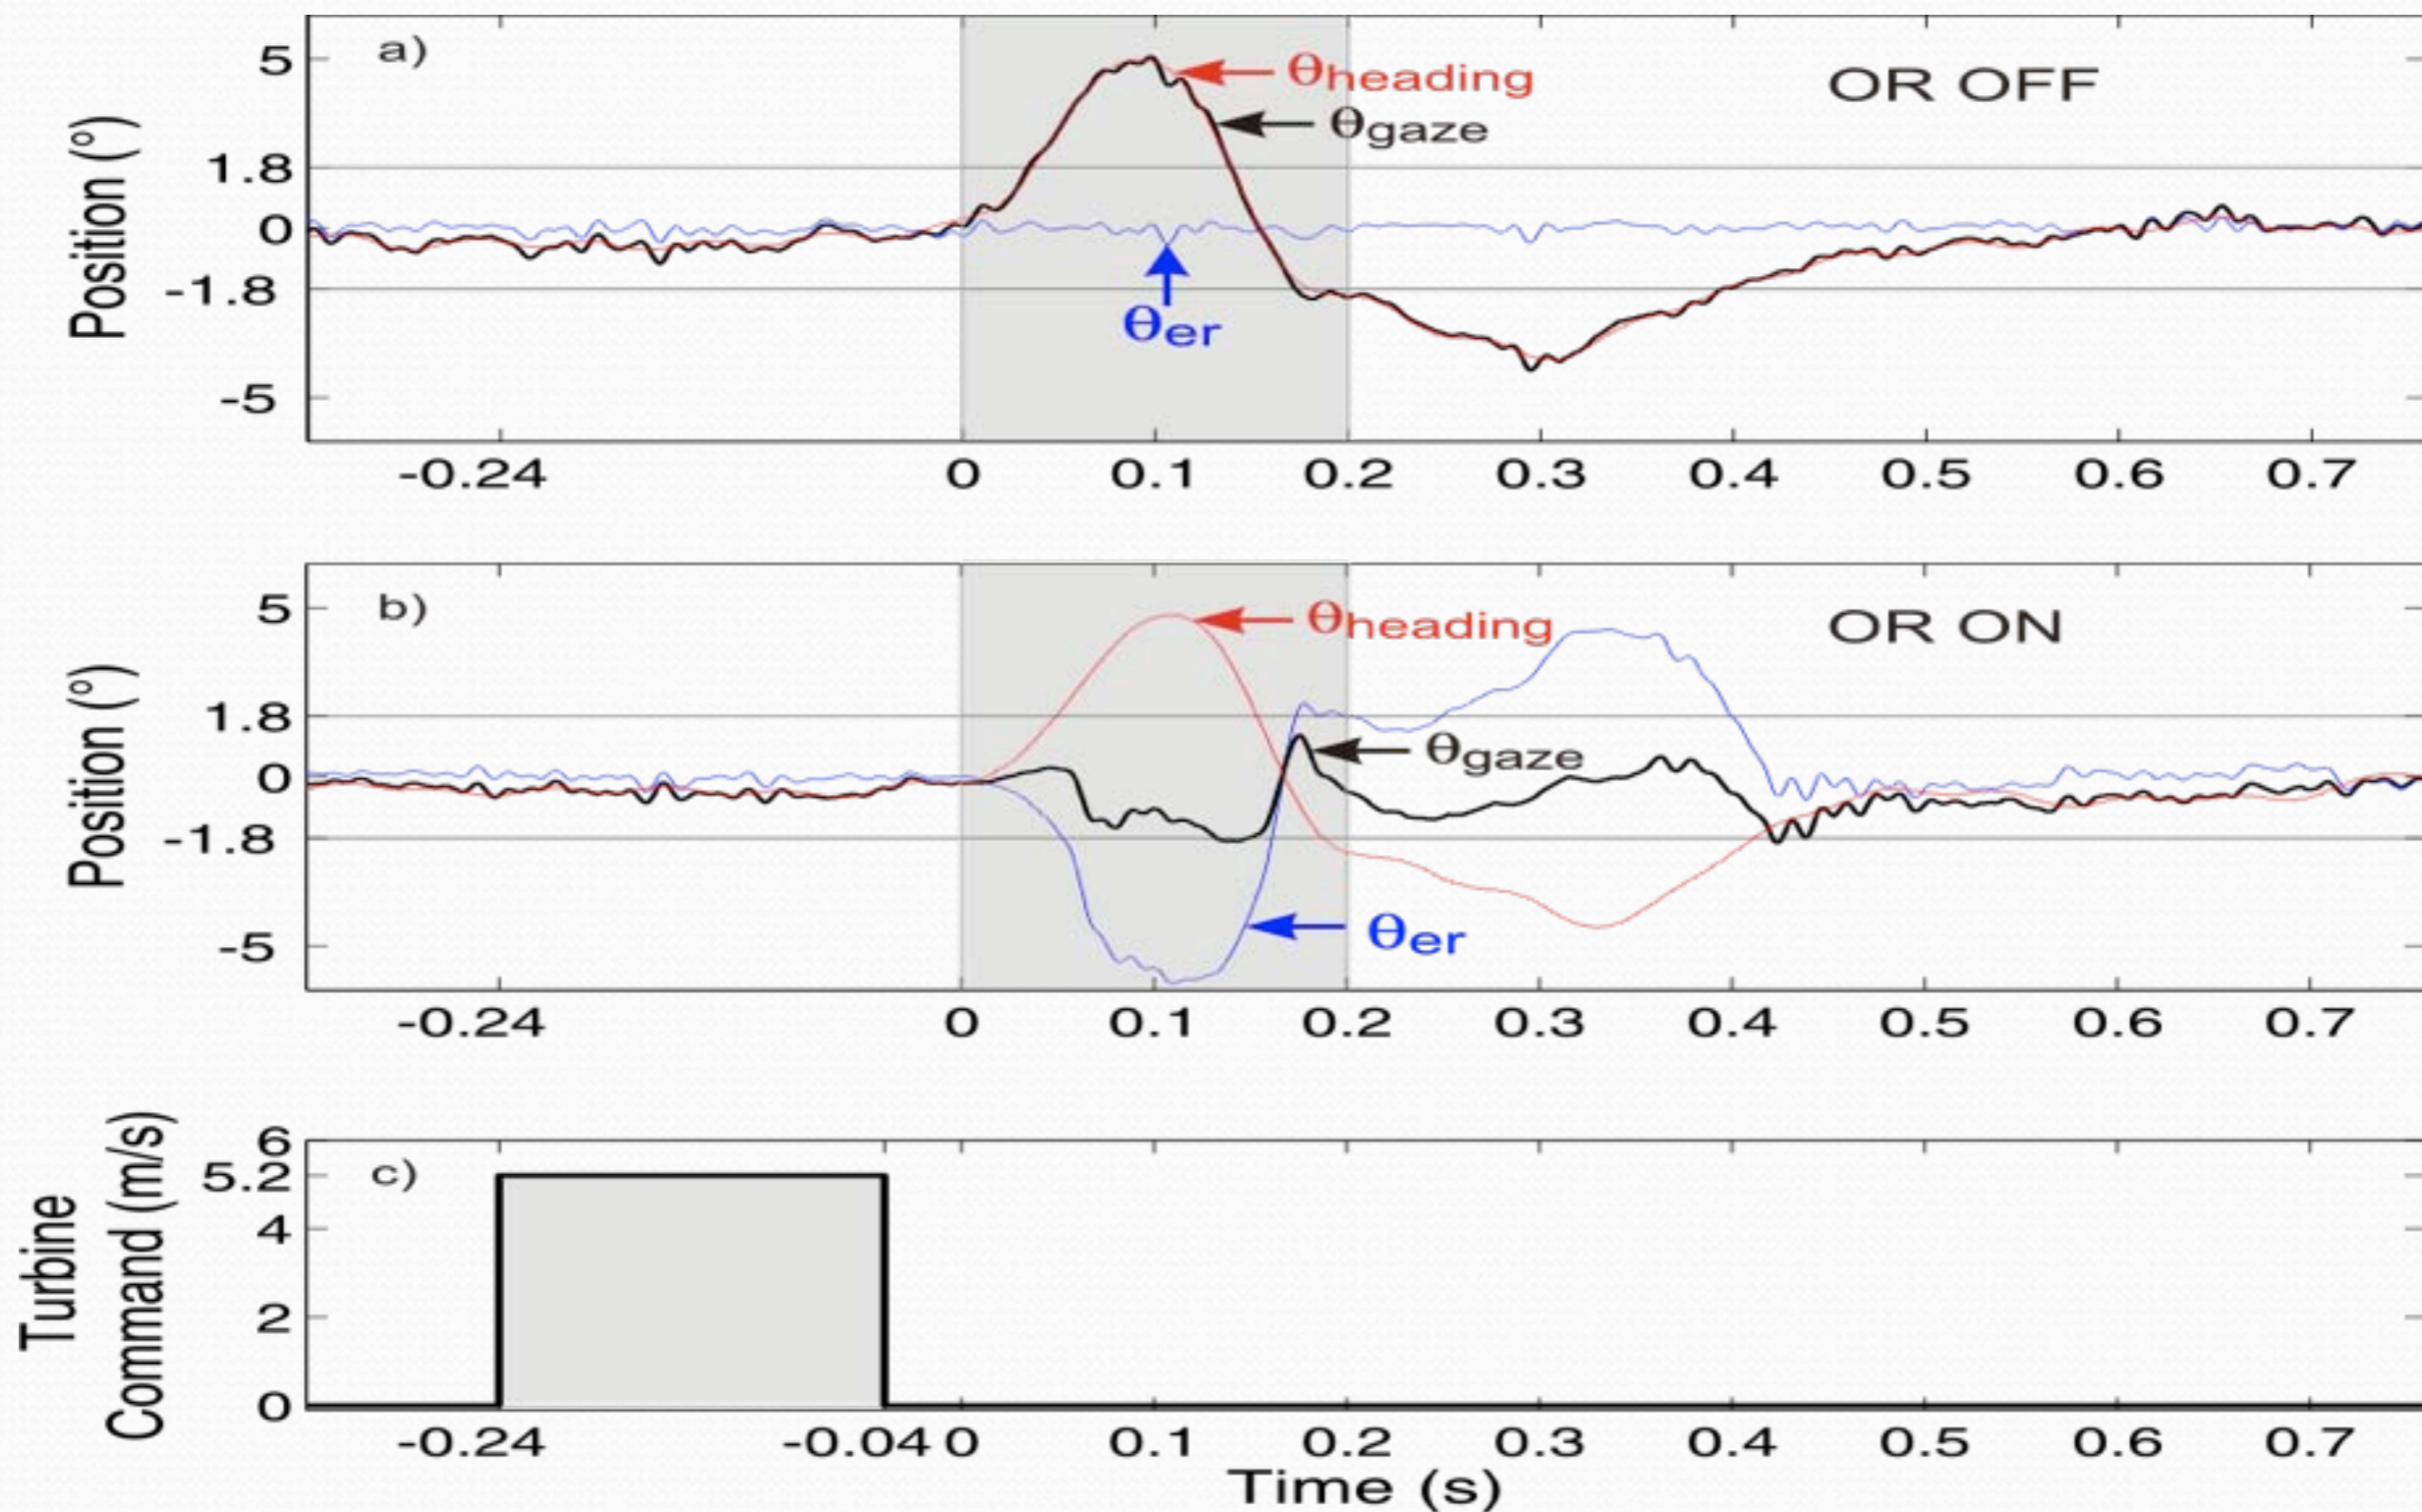 a)
OR OFF
Position (°)
5
1.8
0
-1.8
-5
θheading
θgaze
θer
-0.24 0 0.1 0.2 0.3 0.4 0.5 0.6 0.7
b)
OR ON
Position (°)
5
1.8
0
-1.8
-5
θheading
θgaze
θer
-0.24 0 0.1 0.2 0.3 0.4 0.5 0.6 0.7
c)
Turbine
Command (m/s)
6
5.2
4
2
0
-0.24 -0.04 0 0.1 0.2 0.3 0.4 0.5 0.6 0.7
Time (s)